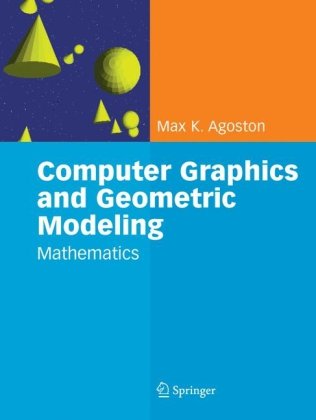 Max K. Agoston
Computer Graphics
and Geometric
Modeling
Mathematics
Springer